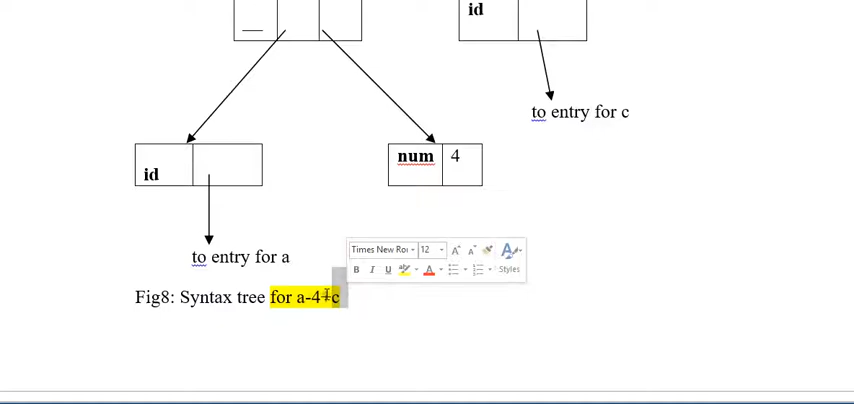 id
to entry for c
num 4
id
to entry for a
Times New Roı 12 A A A
B I U A Styles
Fig8: Syntax tree for a-4+c